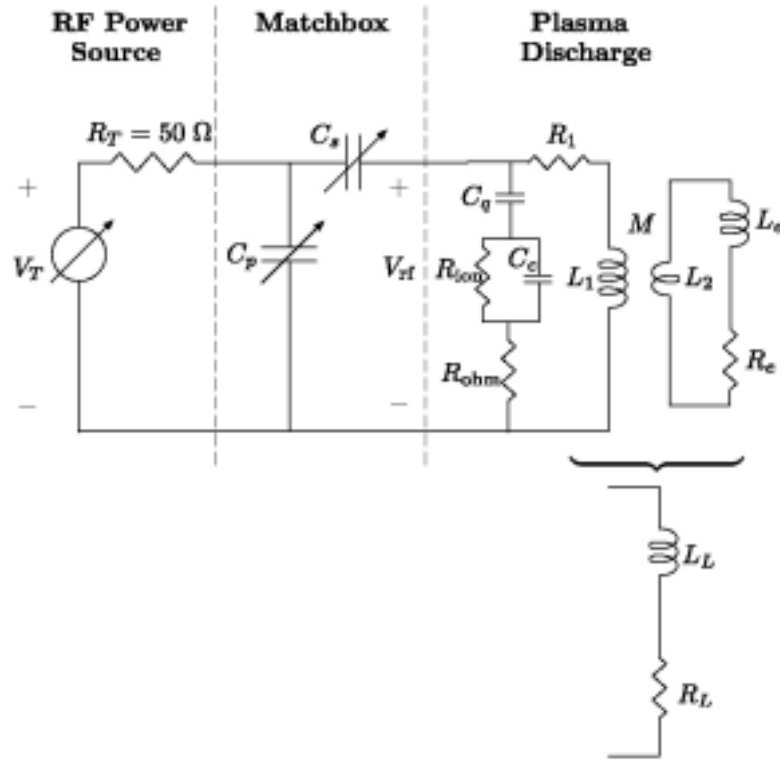 RF Power Source
Matchbox
Plasma Discharge
R_T = 50 Ω
C_s
R_1
+
+
C_q
M
L_e
V_T
C_p
V_rf
R_ion
C_c
L_1
L_2
R_ohm
R_e
−
−
L_L
R_L